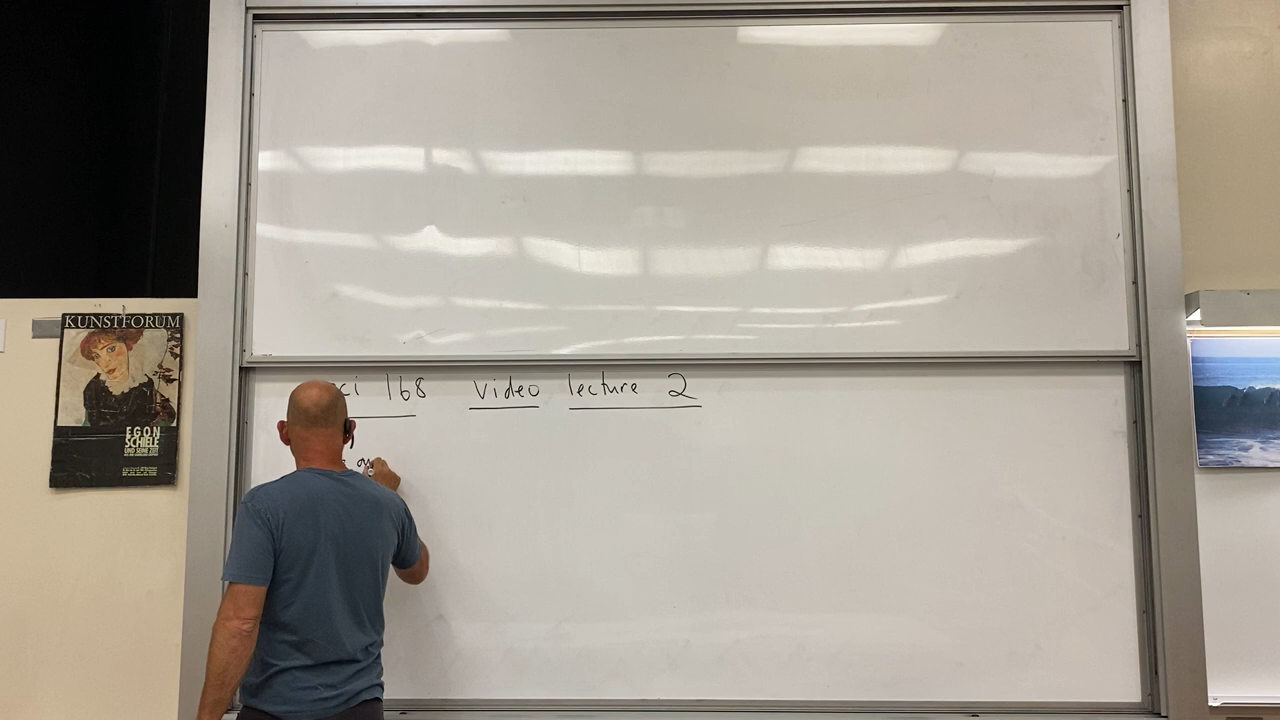 KUNSTFORUM
EGON
SCHIELE
UND SEINE ZEIT
ci 168 Video lecture 2